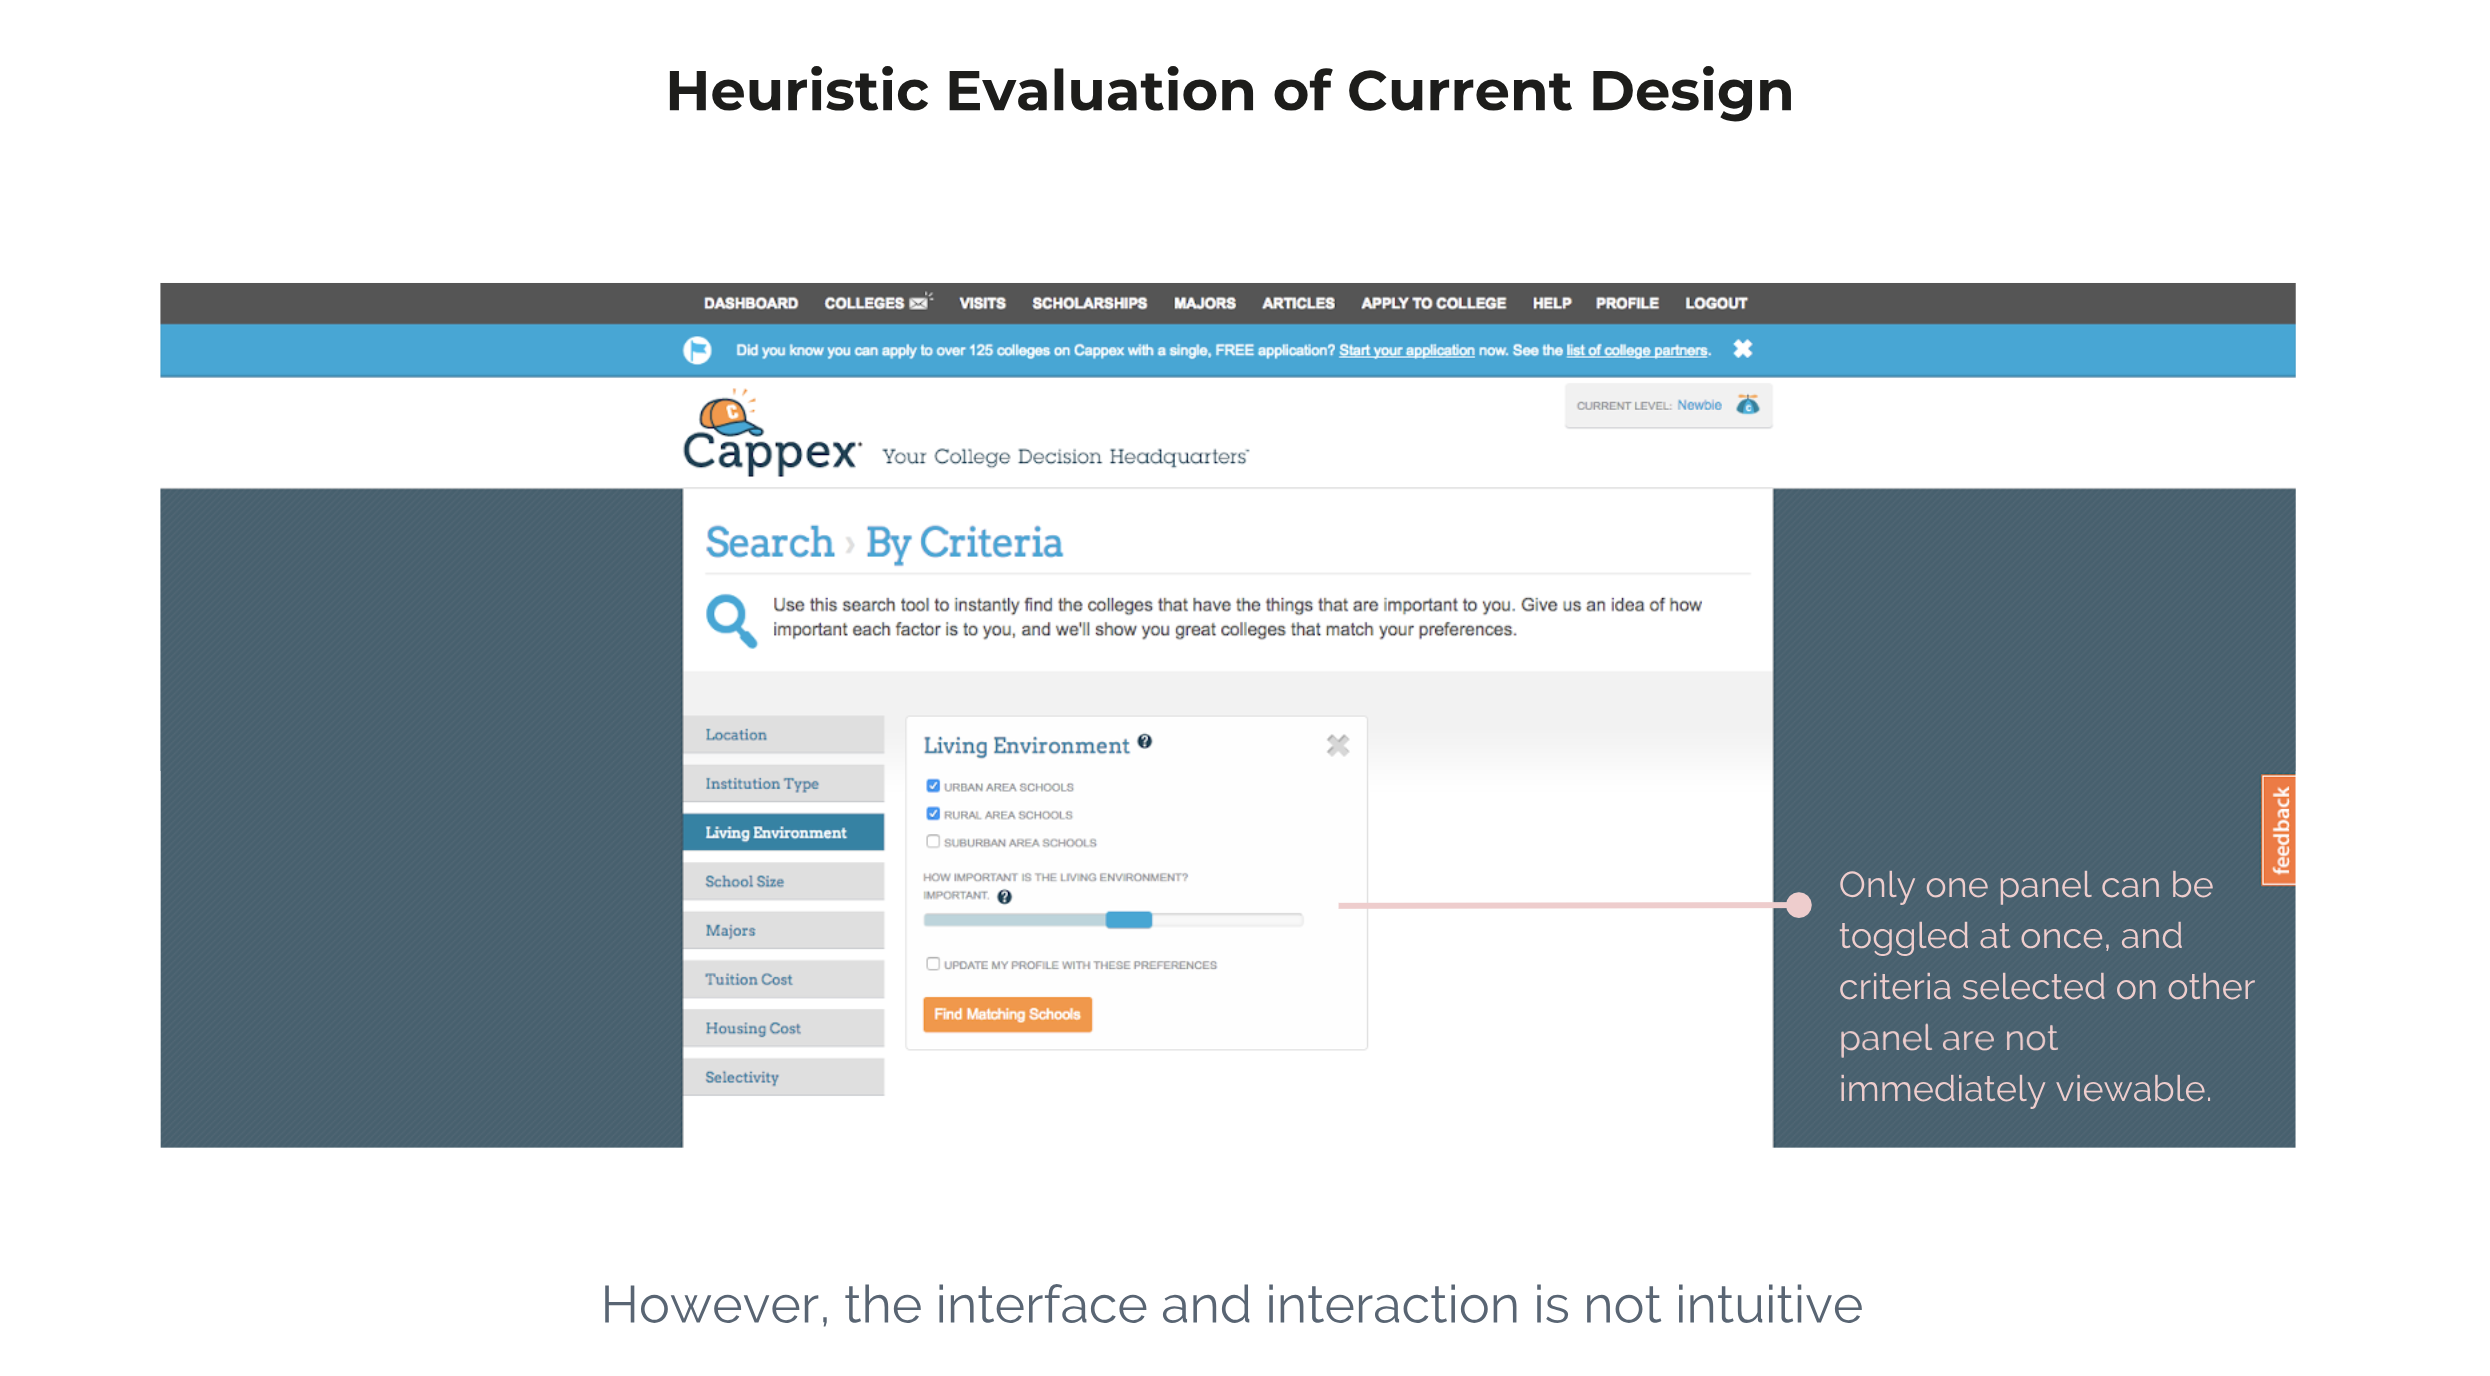 Heuristic Evaluation of Current Design
DASHBOARD COLLEGES VISITS SCHOLARSHIPS MAJORS ARTICLES APPLY TO COLLEGE HELP PROFILE LOGOUT
Did you know you can apply to over 125 colleges on Cappex with a single, FREE application? Start your application now. See the list of college partners.
CURRENT LEVEL: Newbie
C
Cappex Your College Decision Headquarters
Search › By Criteria
Use this search tool to instantly find the colleges that have the things that are important to you. Give us an idea of how
important each factor is to you, and we'll show you great colleges that match your preferences.
Location
Institution Type
Living Environment
School Size
Majors
Tuition Cost
Housing Cost
Selectivity
Living Environment ?
URBAN AREA SCHOOLS
RURAL AREA SCHOOLS
SUBURBAN AREA SCHOOLS
HOW IMPORTANT IS THE LIVING ENVIRONMENT?
IMPORTANT. ?
UPDATE MY PROFILE WITH THESE PREFERENCES
Find Matching Schools
feedback
Only one panel can be
toggled at once, and
criteria selected on other
panel are not
immediately viewable.
However, the interface and interaction is not intuitive